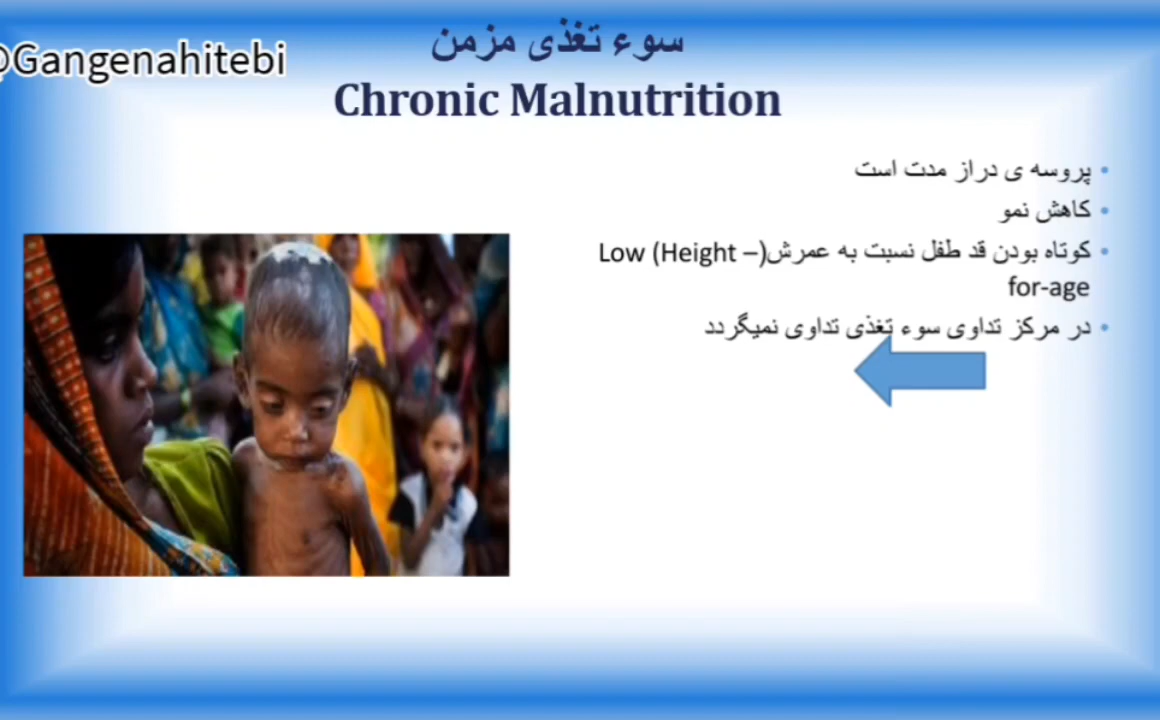 @Gangenahitebi
سوء تغذی مزمن
Chronic Malnutrition
پروسه ی دراز مدت است
کاهش نمو
کوتاه بودن قد طفل نسبت به عمرش(Low (Height –
for-age
در مرکز تداوی سوء تغذی تداوی نمیگردد